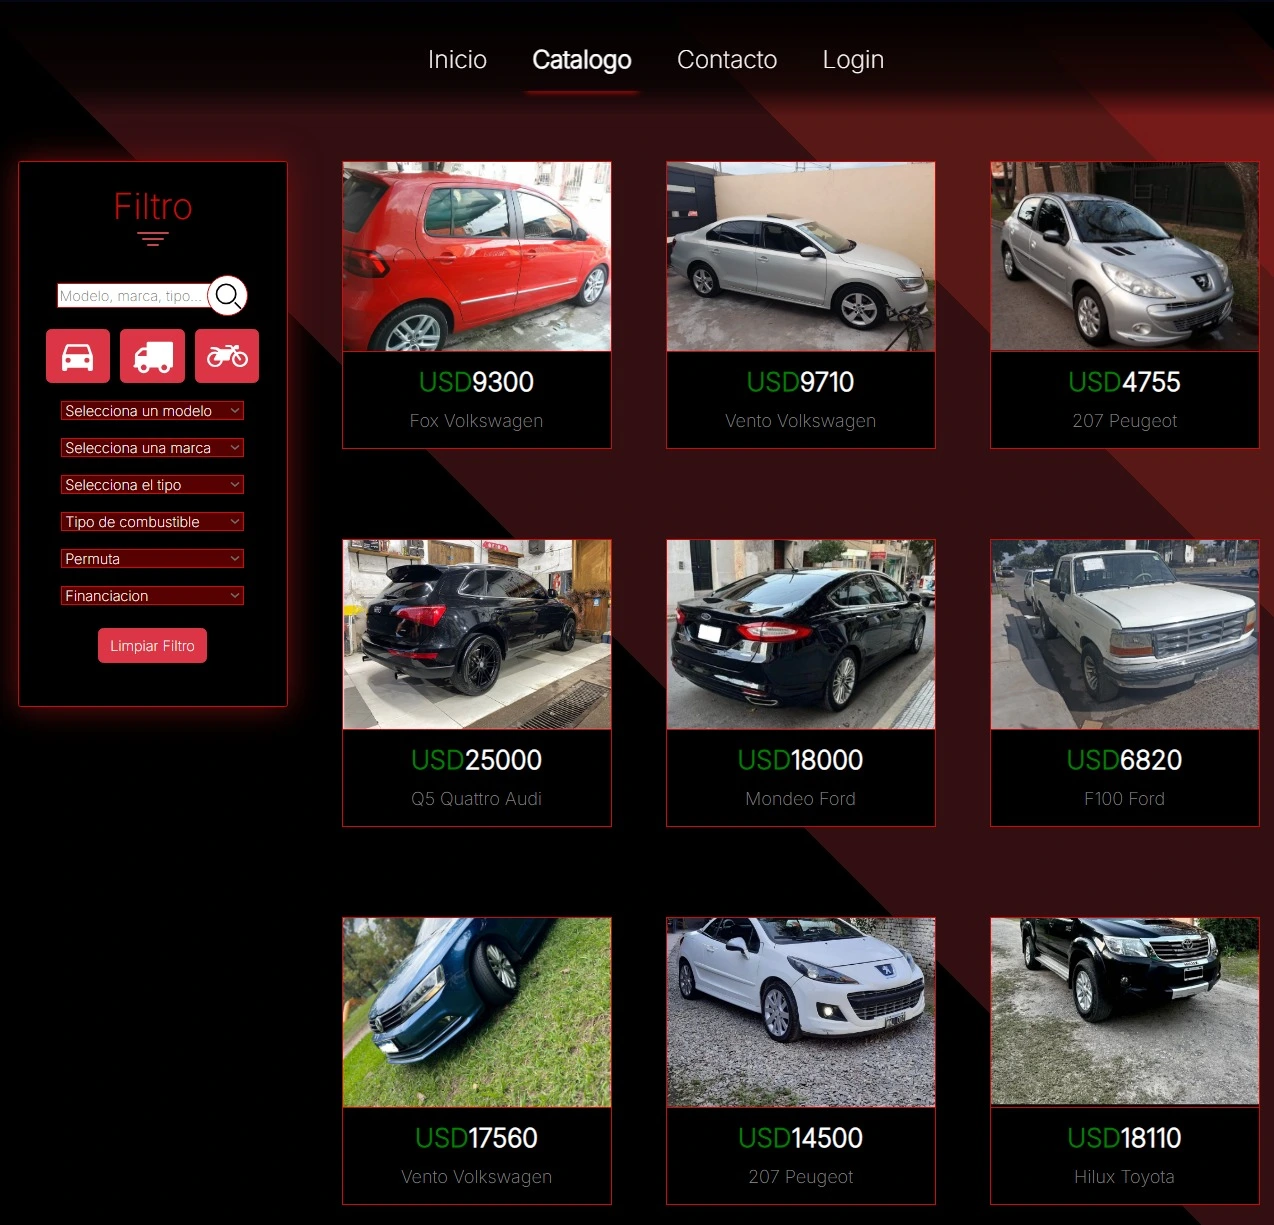 Inicio Catalogo Contacto Login
Filtro
Modelo, marca, tipo...
Selecciona un modelo
Selecciona una marca
Selecciona el tipo
Tipo de combustible
Permuta
Financiacion
Limpiar Filtro
USD9300
Fox Volkswagen
USD9710
Vento Volkswagen
USD4755
207 Peugeot
USD25000
Q5 Quattro Audi
USD18000
Mondeo Ford
USD6820
F100 Ford
USD17560
Vento Volkswagen
USD14500
207 Peugeot
USD18110
Hilux Toyota